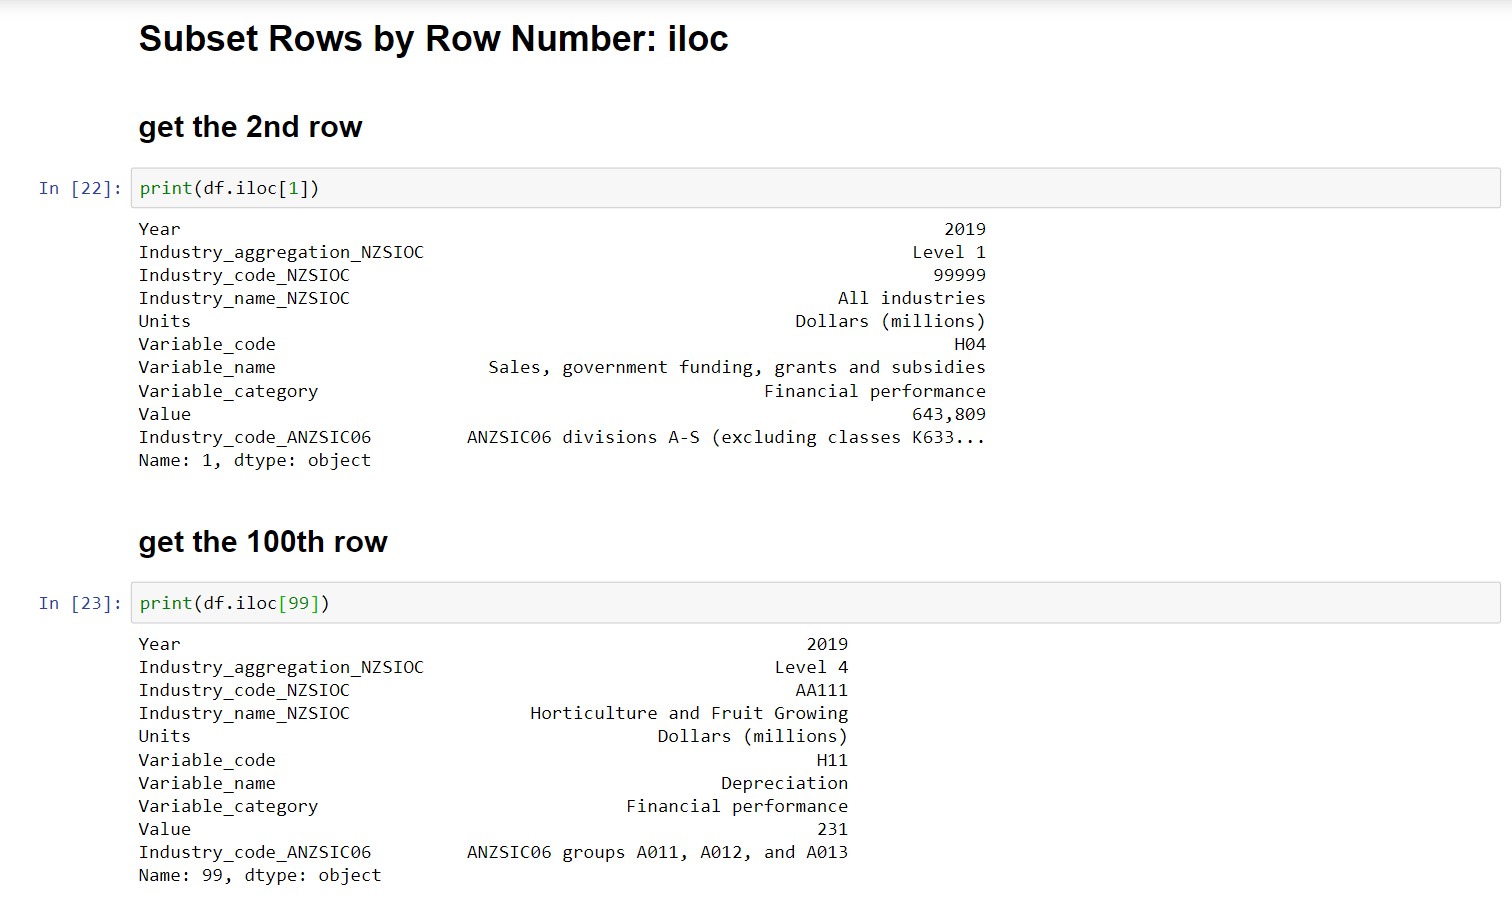 Subset Rows by Row Number: iloc
get the 2nd row
In [22]: print(df.iloc[1])
Year 2019
Industry_aggregation_NZSIOC Level 1
Industry_code_NZSIOC 99999
Industry_name_NZSIOC All industries
Units Dollars (millions)
Variable_code H04
Variable_name Sales, government funding, grants and subsidies
Variable_category Financial performance
Value 643,809
Industry_code_ANZSIC06 ANZSIC06 divisions A-S (excluding classes K633...
Name: 1, dtype: object
get the 100th row
In [23]: print(df.iloc[99])
Year 2019
Industry_aggregation_NZSIOC Level 4
Industry_code_NZSIOC AA111
Industry_name_NZSIOC Horticulture and Fruit Growing
Units Dollars (millions)
Variable_code H11
Variable_name Depreciation
Variable_category Financial performance
Value 231
Industry_code_ANZSIC06 ANZSIC06 groups A011, A012, and A013
Name: 99, dtype: object